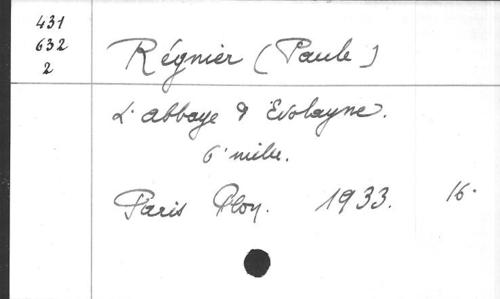 431
632
2
Régnier (Paule)
L'abbaye d'Evolayne.
6e mille.
Paris Plon. 1933. 16°